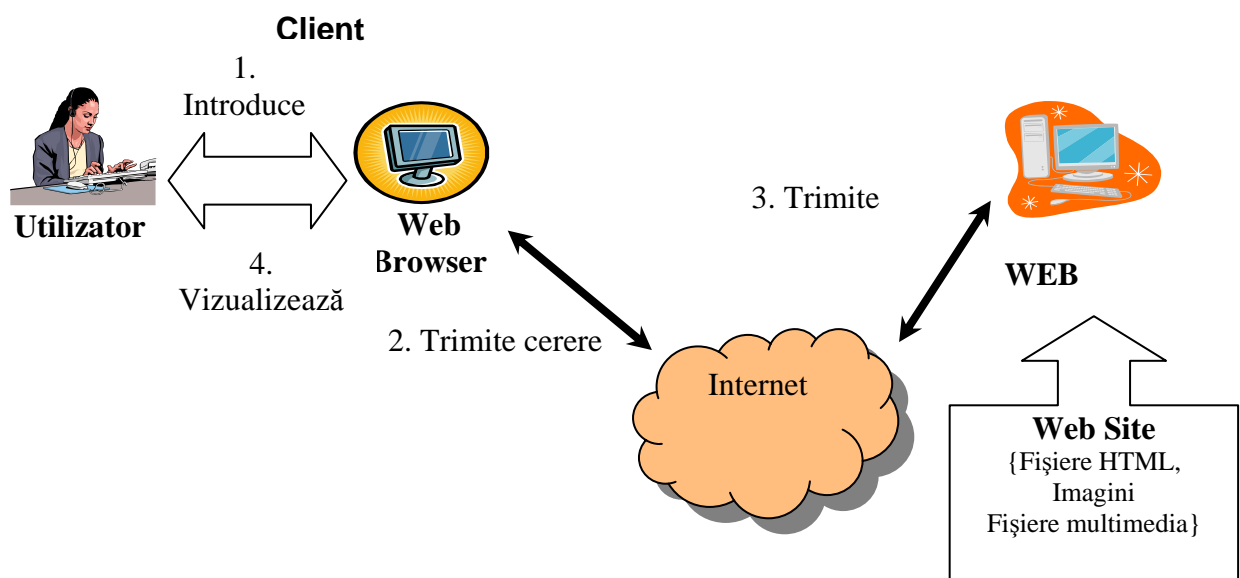 Client
1.
Introduce
Utilizator
Web
Browser
4.
Vizualizează
2. Trimite cerere
3. Trimite
WEB
Internet
Web Site
{Fişiere HTML,
Imagini
Fişiere multimedia}